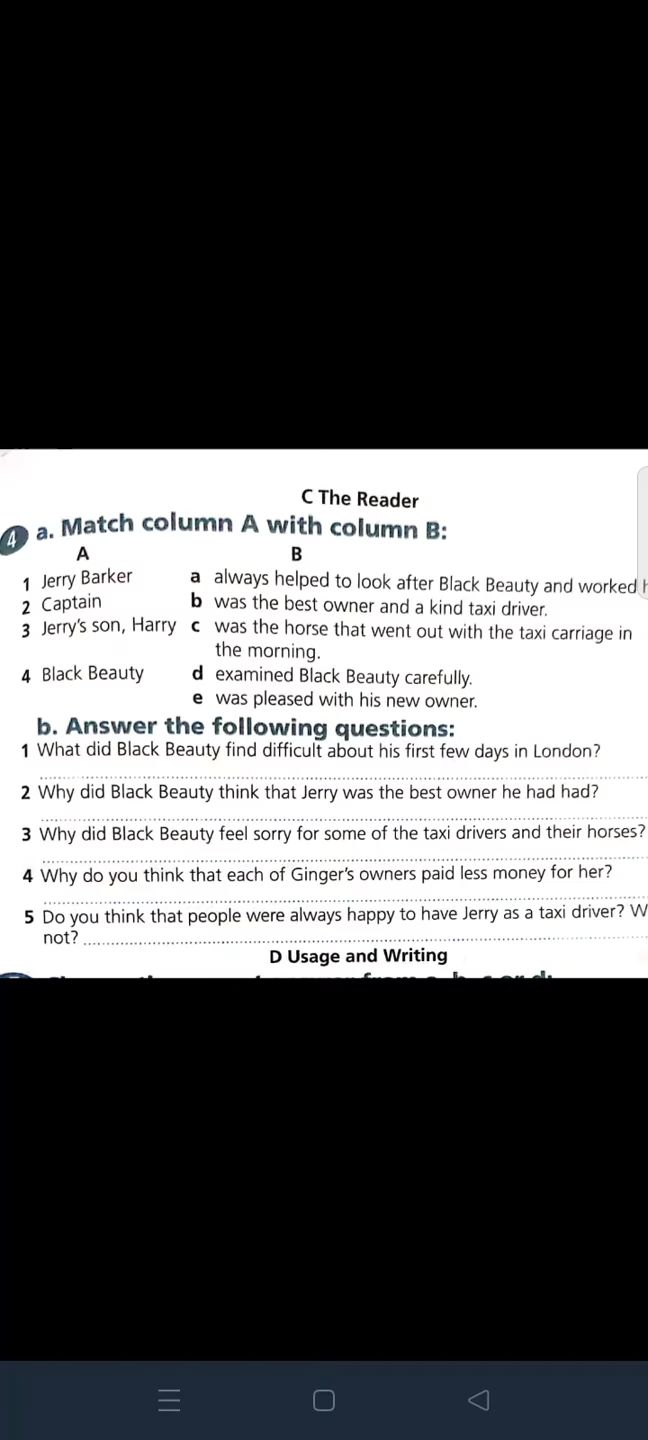 C The Reader
4 a. Match column A with column B:
A B
1 Jerry Barker a always helped to look after Black Beauty and worked
2 Captain b was the best owner and a kind taxi driver.
3 Jerry's son, Harry c was the horse that went out with the taxi carriage in
the morning.
4 Black Beauty d examined Black Beauty carefully.
e was pleased with his new owner.
b. Answer the following questions:
1 What did Black Beauty find difficult about his first few days in London?
2 Why did Black Beauty think that Jerry was the best owner he had had?
3 Why did Black Beauty feel sorry for some of the taxi drivers and their horses?
4 Why do you think that each of Ginger's owners paid less money for her?
5 Do you think that people were always happy to have Jerry as a taxi driver?
not?
D Usage and Writing